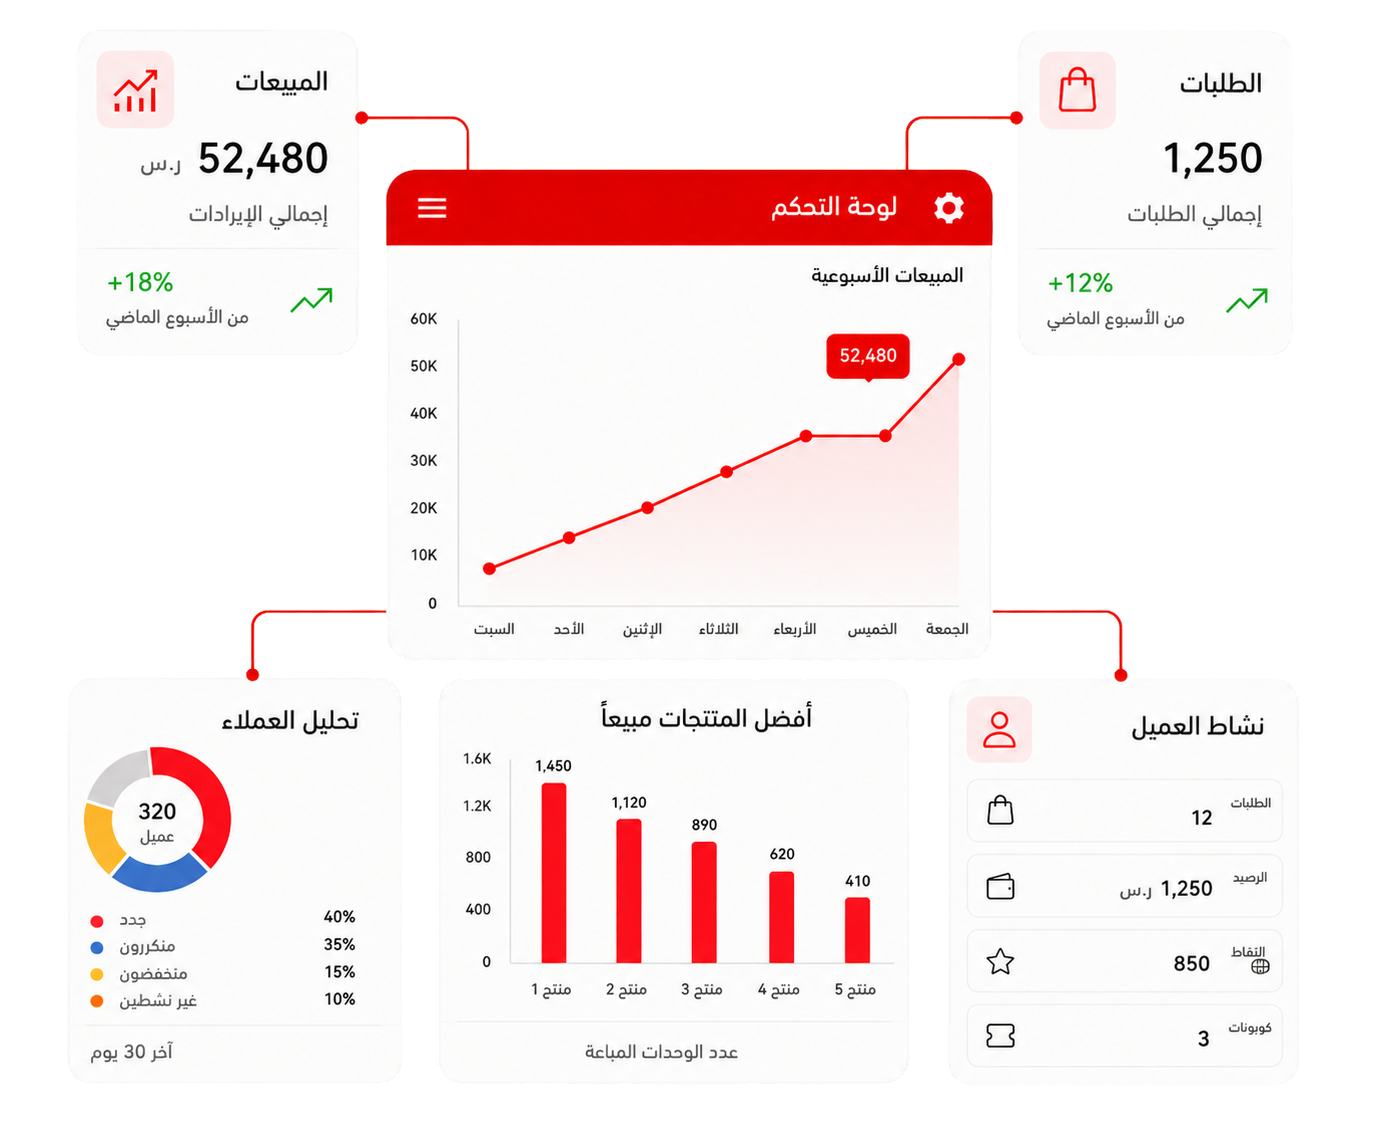 المبيعات
52,480 ر.س
إجمالي الإيرادات
+18%
من الأسبوع الماضي
الطلبات
1,250
إجمالي الطلبات
+12%
من الأسبوع الماضي
لوحة التحكم
المبيعات الأسبوعية
60K
50K
40K
30K
20K
10K
0
52,480
السبت
الأحد
الإثنين
الثلاثاء
الأربعاء
الخميس
الجمعة
تحليل العملاء
320
عميل
جدد 40%
منكررون 35%
منخفضون 15%
غير نشطين 10%
آخر 30 يوم
أفضل المنتجات مبيعاً
1.6K
1.2K
800
400
0
1,450
1,120
890
620
410
منتج 1
منتج 2
منتج 3
منتج 4
منتج 5
عدد الوحدات المباعة
نشاط العميل
الطلبات
12
الرصيد
1,250 ر.س
النقاط
850
كوبونات
3